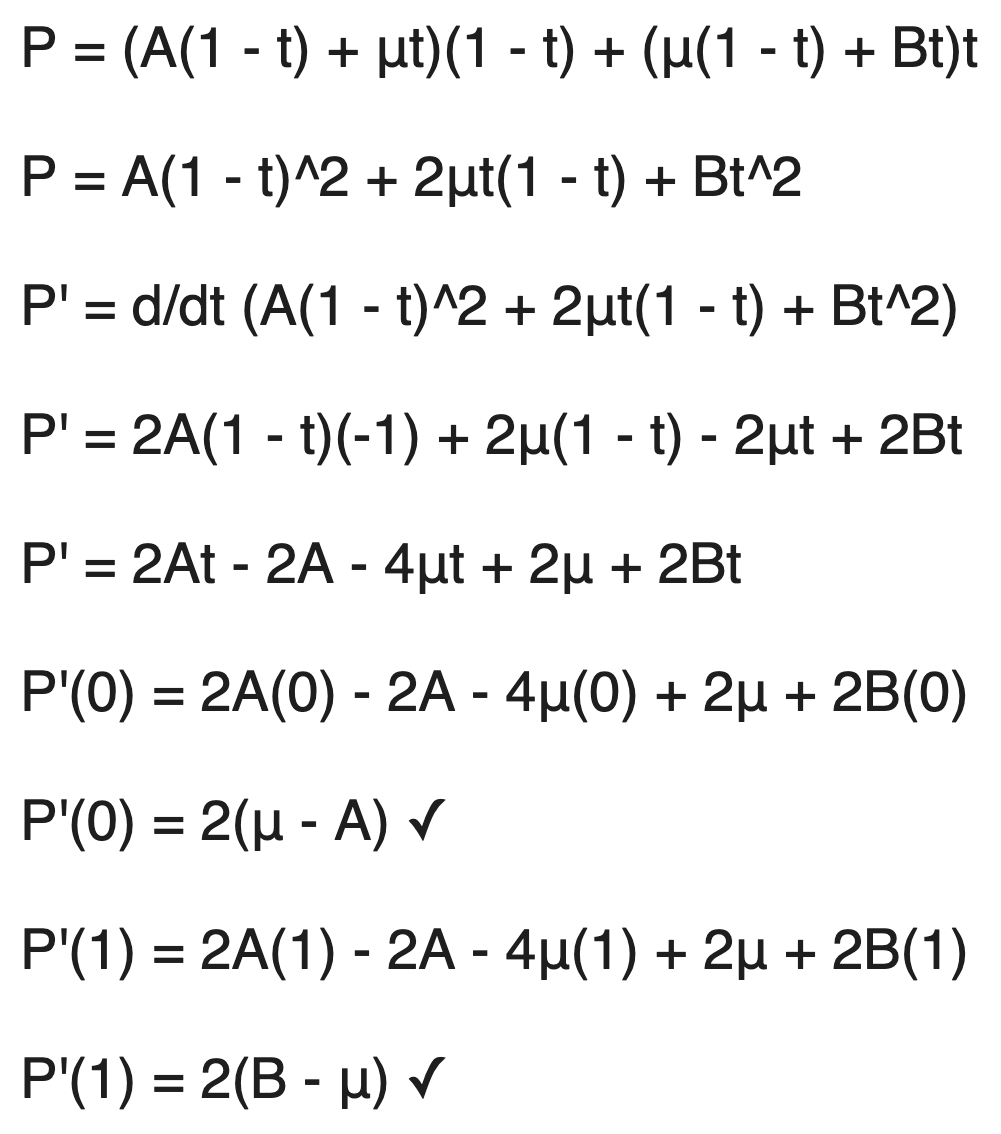 P = (A(1 - t) + μt)(1 - t) + (μ(1 - t) + Bt)t
P = A(1 - t)^2 + 2μt(1 - t) + Bt^2
P' = d/dt (A(1 - t)^2 + 2μt(1 - t) + Bt^2)
P' = 2A(1 - t)(-1) + 2μ(1 - t) - 2μt + 2Bt
P' = 2At - 2A - 4μt + 2μ + 2Bt
P'(0) = 2A(0) - 2A - 4μ(0) + 2μ + 2B(0)
P'(0) = 2(μ - A) ✓
P'(1) = 2A(1) - 2A - 4μ(1) + 2μ + 2B(1)
P'(1) = 2(B - μ) ✓